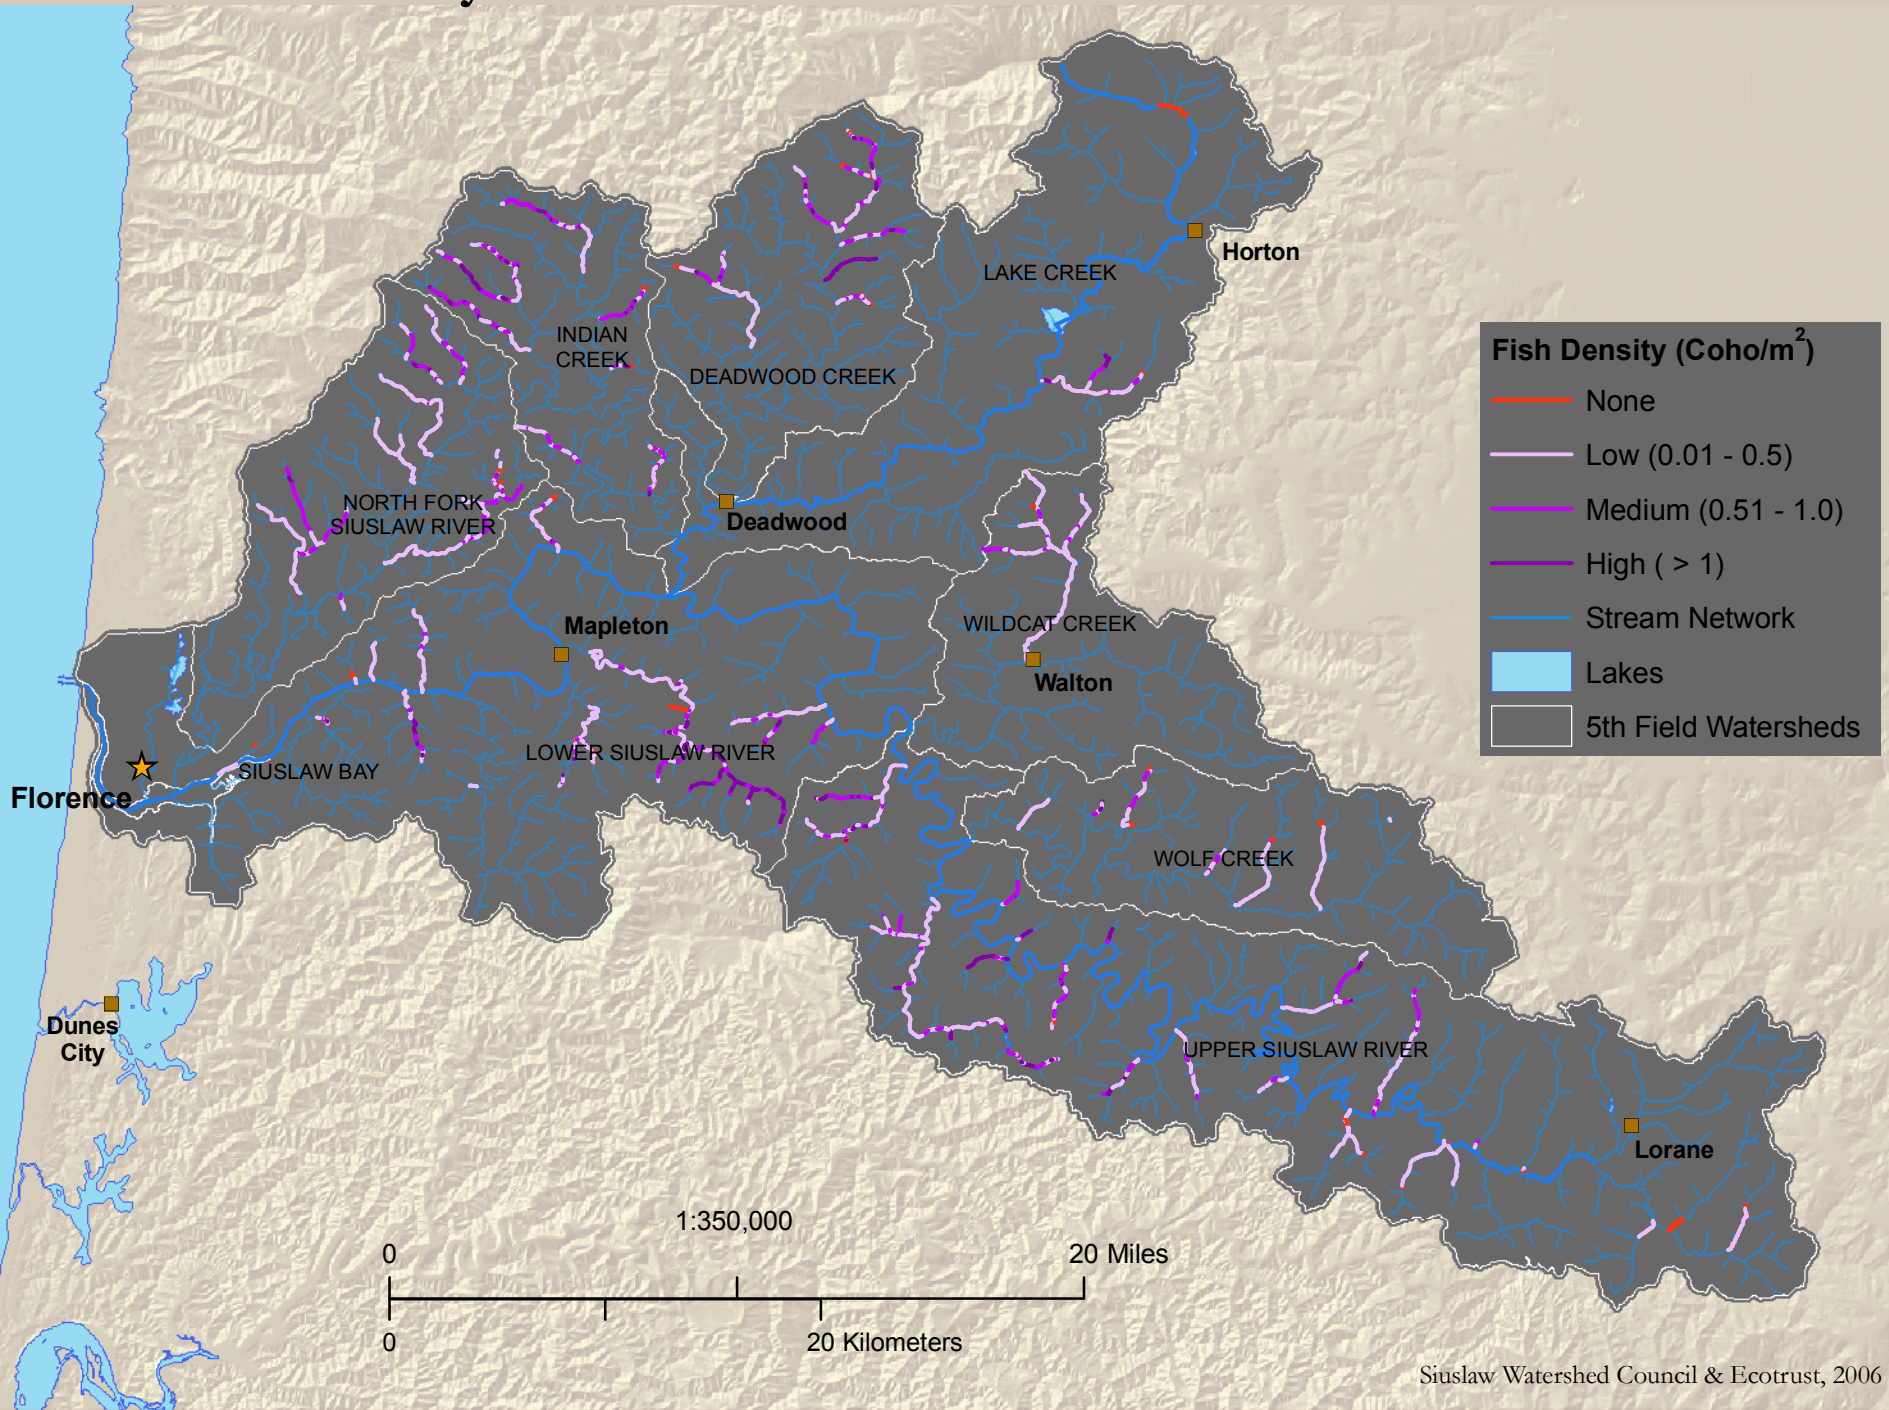 Horton
LAKE CREEK
INDIAN
CREEK
DEADWOOD CREEK
Fish Density (Coho/m²)
None
Low (0.01 - 0.5)
Medium (0.51 - 1.0)
High ( > 1)
Stream Network
Lakes
5th Field Watersheds
NORTH FORK
SIUSLAW RIVER
Deadwood
Mapleton
WILDCAT CREEK
Walton
LOWER SIUSLAW RIVER
SIUSLAW BAY
Florence
WOLF CREEK
Dunes
City
UPPER SIUSLAW RIVER
Lorane
1:350,000
0
20 Miles
0
20 Kilometers
Siuslaw Watershed Council & Ecotrust, 2006